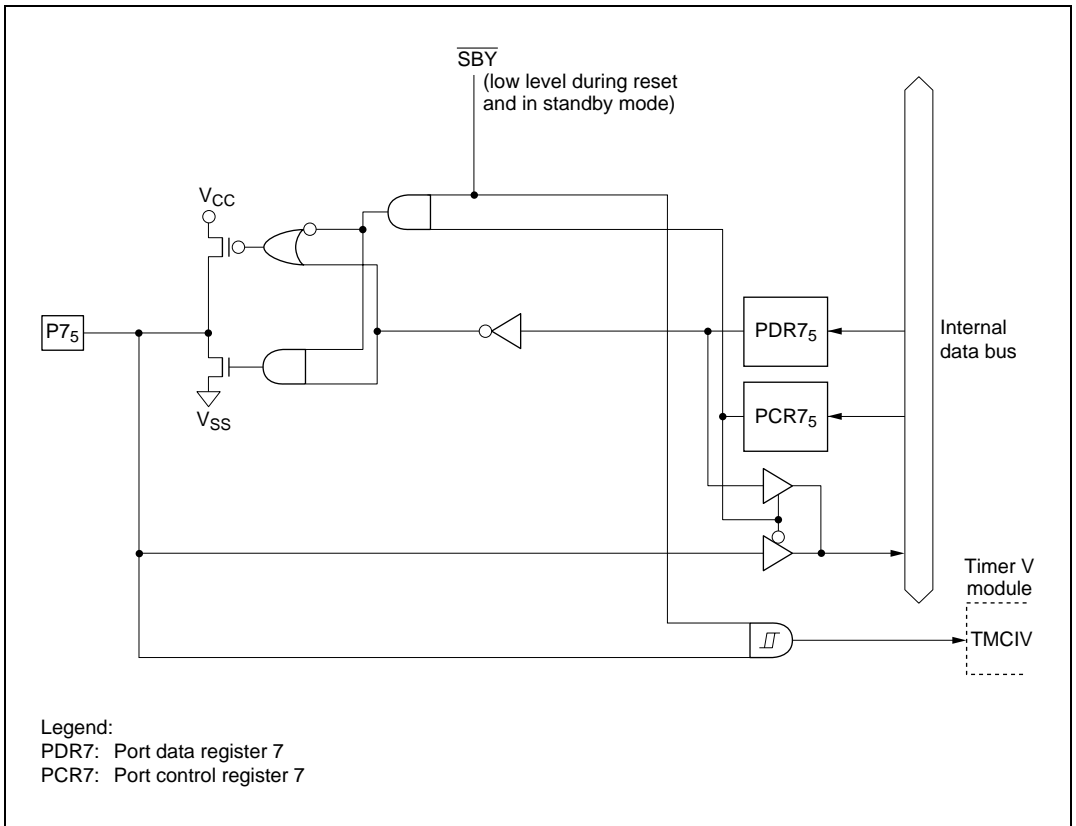 SBY
(low level during reset
and in standby mode)
VCC
P75
VSS
PDR75
PCR75
Internal
data bus
Timer V
module
TMCIV
Legend:
PDR7: Port data register 7
PCR7: Port control register 7